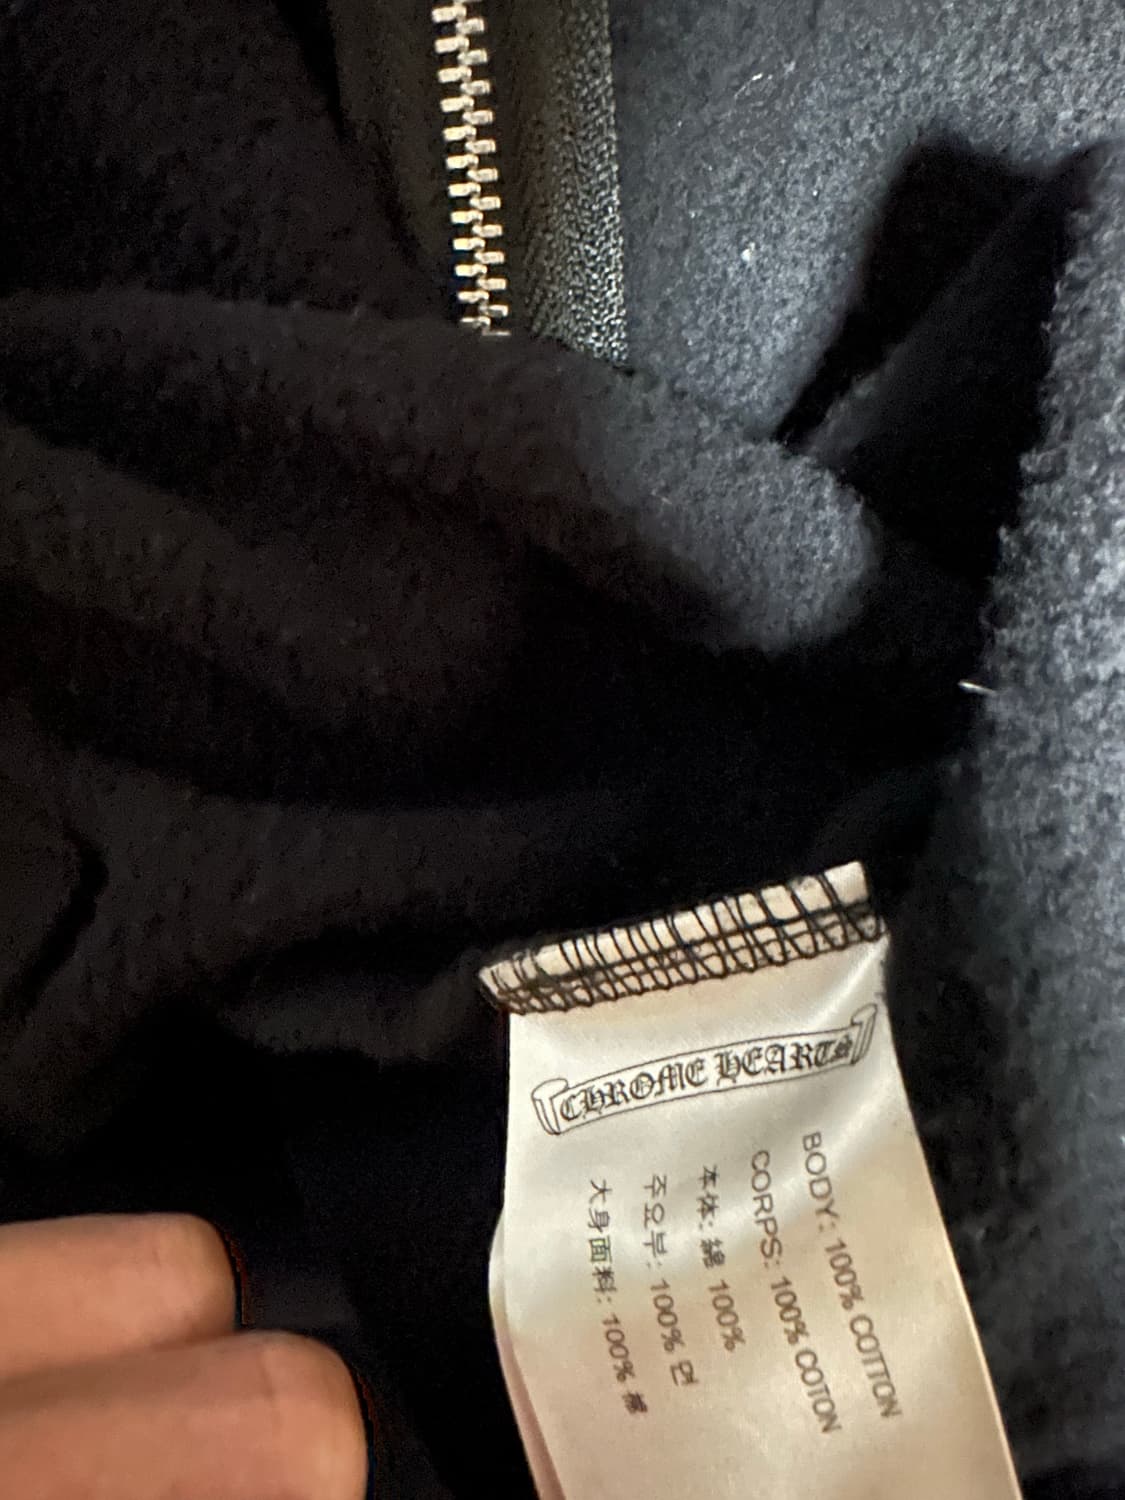 CHROME HEARTS
BODY: 100% COTTON
CORPS: 100% COTON
本体: 綿 100%
주요부: 100% 면
大身面料: 100% 棉